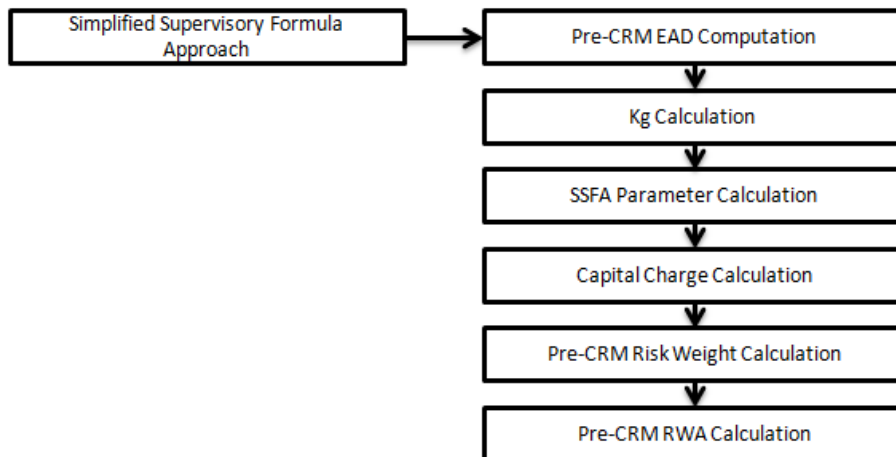 Simplified Supervisory Formula
Approach
Pre-CRM EAD Computation
Kg Calculation
SSFA Parameter Calculation
Capital Charge Calculation
Pre-CRM Risk Weight Calculation
Pre-CRM RWA Calculation